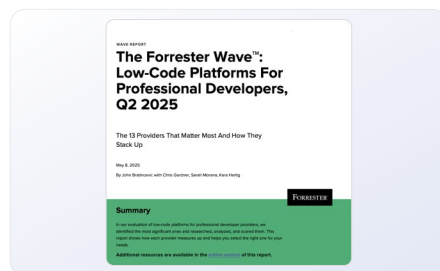 WAVE REPORT
The Forrester Wave™:
Low-Code Platforms For
Professional Developers,
Q2 2025
The 13 Providers That Matter Most And How They
Stack Up
May 8, 2025
By John Bratincevic with Chris Gardner, Sarah Morana, Kara Hartig
FORRESTER
Summary
In our evaluation of low-code platforms for professional developer providers, we
identified the most significant ones and researched, analyzed, and scored them. This
report shows how each provider measures up and helps you select the right one for your
needs.
Additional resources are available in the online version of this report.